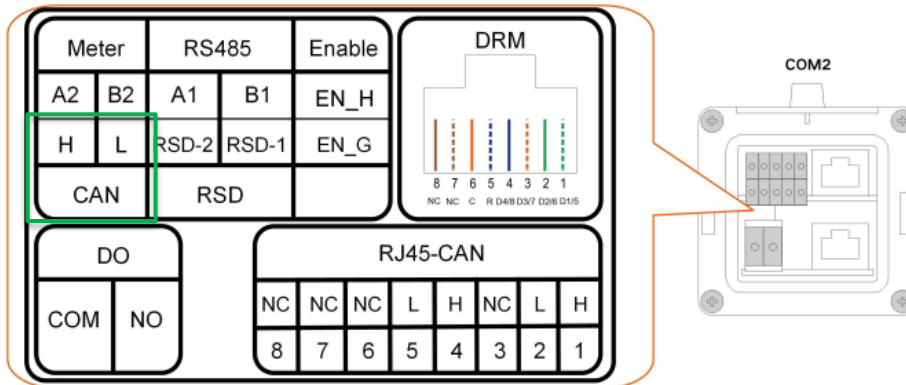 Meter RS485 Enable
A2 B2 A1 B1 EN_H
H L RSD-2 RSD-1 EN_G
CAN RSD
DRM
8 7 6 5 4 3 2 1
NC NC C R D4/8 D3/7 D2/6 D1/5
COM2
DO
COM NO
RJ45-CAN
NC NC NC L H NC L H
8 7 6 5 4 3 2 1